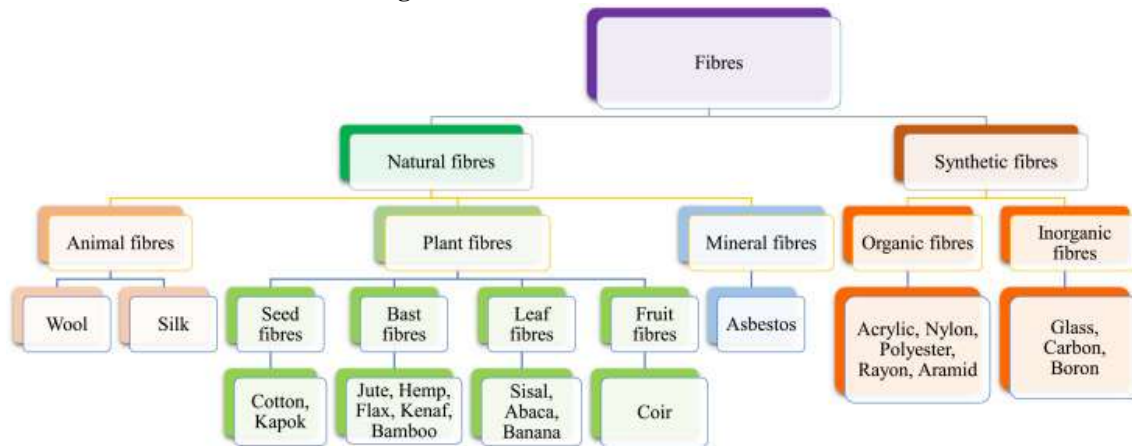 Fibres
Natural fibres
Synthetic fibres
Animal fibres
Plant fibres
Mineral fibres
Organic fibres
Inorganic
fibres
Wool
Silk
Seed
fibres
Bast
fibres
Leaf
fibres
Fruit
fibres
Asbestos
Acrylic, Nylon,
Polyester,
Rayon, Aramid
Glass,
Carbon,
Boron
Cotton,
Kapok
Jute, Hemp,
Flax, Kenaf,
Bamboo
Sisal,
Abaca,
Banana
Coir